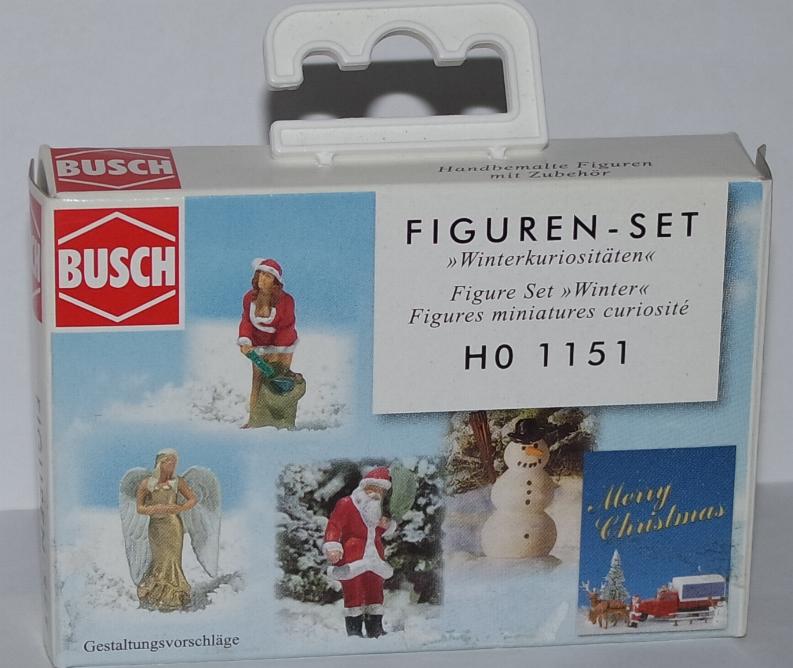 BUSCH
Handbemalte Figuren
mit Zubehör
BUSCH
FIGUREN-SET
»Winterkuriositäten«
Figure Set »Winter«
Figures miniatures curiosité
H0 1151
Merry
Christmas
Gestaltungsvorschläge